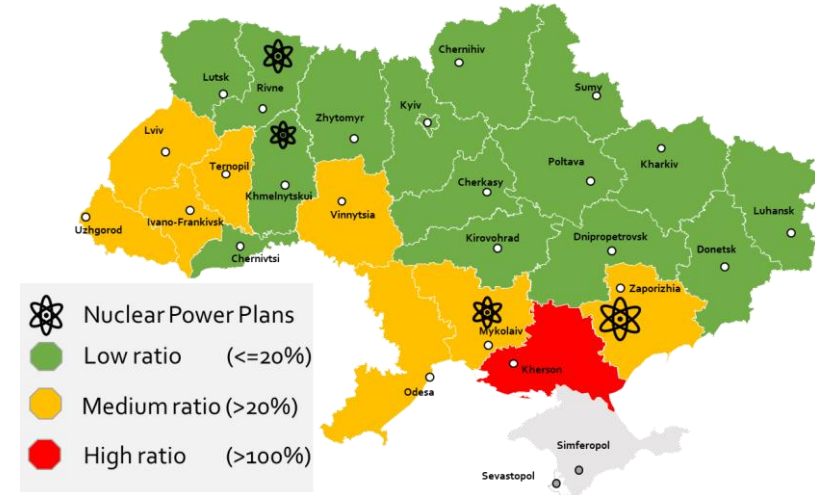 Chernihiv
Lutsk
Rivne
Sumy
Kyiv
Zhytomyr
Lviv
Kharkiv
Poltava
Ternopil
Cherkasy
Khmelnytskui
Luhansk
Vinnytsia
Ivano-Frankivsk
Uzhgorod
Kirovohrad
Dnipropetrovsk
Donetsk
Chernivtsi
Zaporizhia
Nuclear Power Plans
Mykolaiv
Low ratio (<=20%)
Kherson
Odesa
Medium ratio (>20%)
Simferopol
High ratio (>100%)
Sevastopol